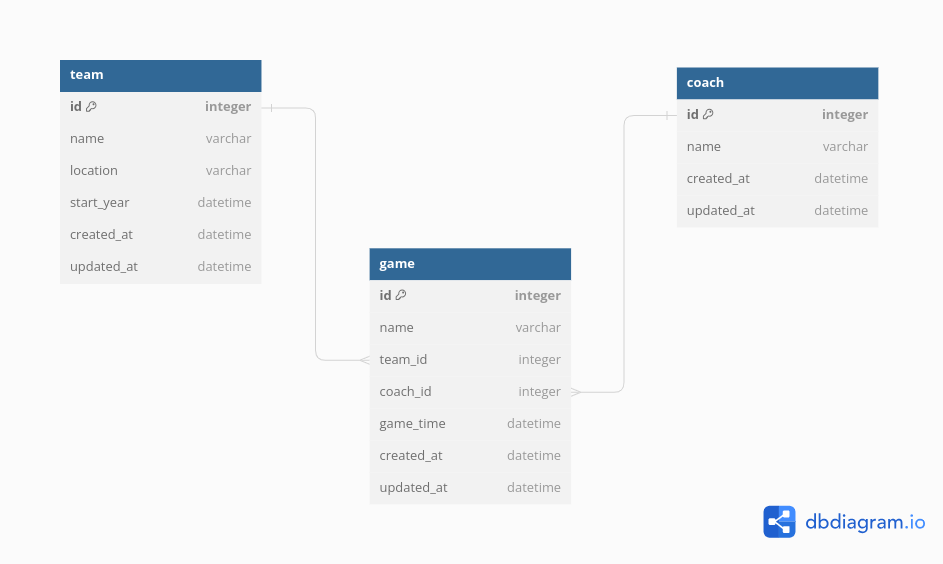 team
id integer
name varchar
location varchar
start_year datetime
created_at datetime
updated_at datetime
coach
id integer
name varchar
created_at datetime
updated_at datetime
game
id integer
name varchar
team_id integer
coach_id integer
game_time datetime
created_at datetime
updated_at datetime
dbdiagram.io